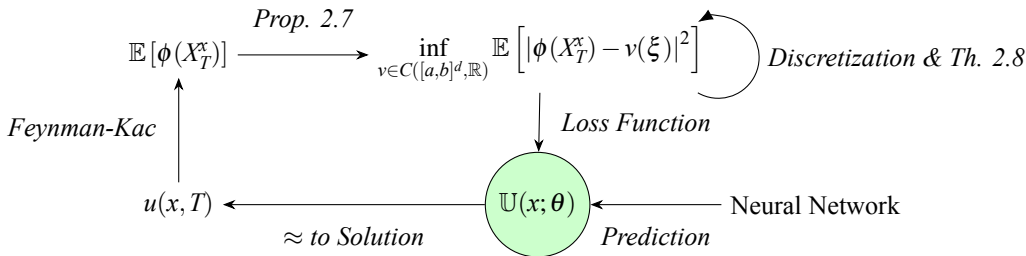 Prop. 2.7
𝔼[ϕ(X_T^x)]
inf_{v∈C([a,b]^d,ℝ)} 𝔼[|ϕ(X_T^x) − v(ξ)|^2]
Discretization & Th. 2.8
Feynman-Kac
Loss Function
u(x,T)
𝕌(x;θ)
Neural Network
≈ to Solution
Prediction